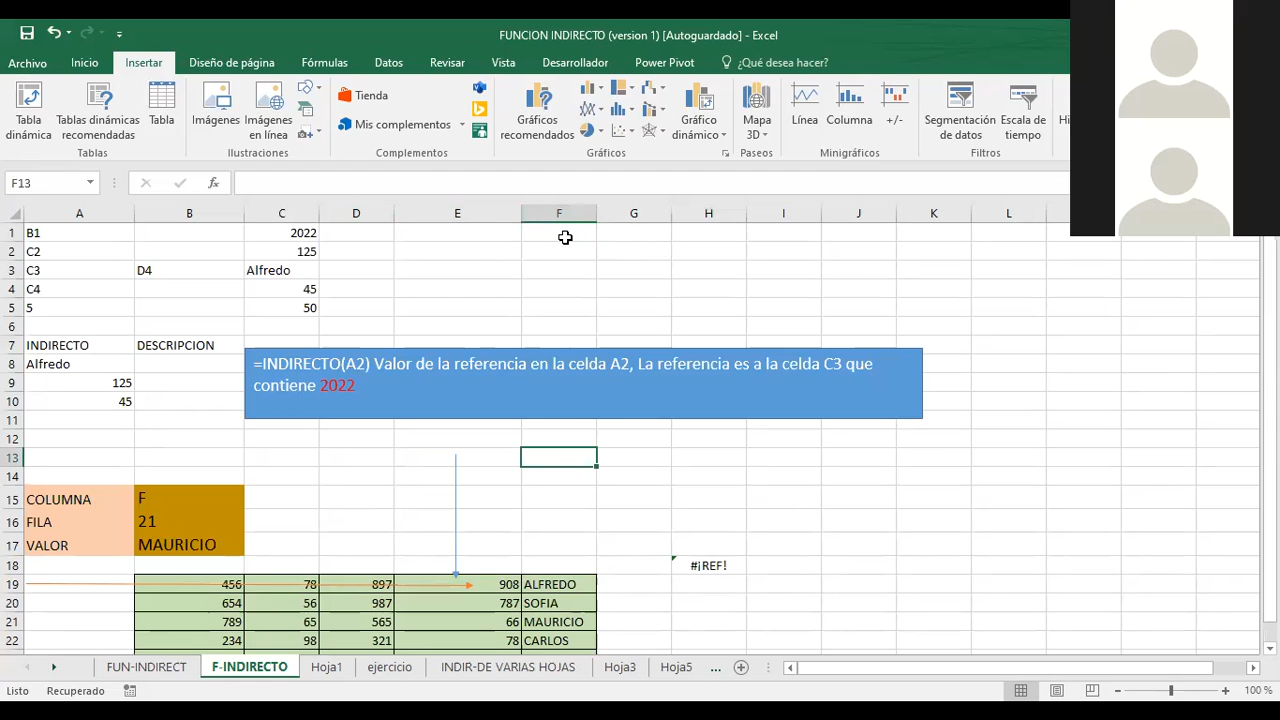 FUNCION INDIRECTO (version 1) [Autoguardado] - Excel
Archivo Inicio Insertar Diseño de página Fórmulas Datos Revisar Vista Desarrollador Power Pivot ¿Qué desea hacer?
Tabla dinámica
Tablas dinámicas recomendadas
Tabla
Tablas
Imágenes
Imágenes en línea
Ilustraciones
Tienda
Mis complementos
Complementos
Gráficos recomendados
Gráfico dinámico
Gráficos
Mapa 3D
Paseos
Línea
Columna
+/-
Minigráficos
Segmentación de datos
Escala de tiempo
Filtros
F13
fx
A B C D E F G H I J K L
1 B1 2022
2 C2 125
3 C3 D4 Alfredo
4 C4 45
5 5 50
6
7 INDIRECTO DESCRIPCION
8 Alfredo
9 125
10 45
=INDIRECTO(A2) Valor de la referencia en la celda A2, La referencia es a la celda C3 que
contiene 2022
11
12
13
14
15 COLUMNA F
16 FILA 21
17 VALOR MAURICIO
18 #¡REF!
19 456 78 897 908 ALFREDO
20 654 56 987 787 SOFIA
21 789 65 565 66 MAURICIO
22 234 98 321 78 CARLOS
FUN-INDIRECT F-INDIRECTO Hoja1 ejercicio INDIR-DE VARIAS HOJAS Hoja3 Hoja5 ...
Listo Recuperado 100 %